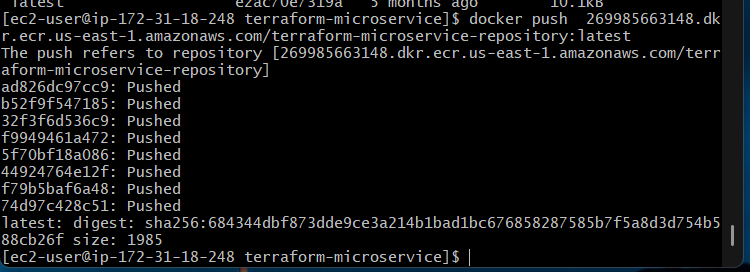 latest e2ac70e7319a 5 months ago 10.1kB
[ec2-user@ip-172-31-18-248 terraform-microservice]$ docker push  269985663148.dk
r.ecr.us-east-1.amazonaws.com/terraform-microservice-repository:latest
The push refers to repository [269985663148.dkr.ecr.us-east-1.amazonaws.com/terr
aform-microservice-repository]
ad826dc97cc9: Pushed
b52f9f547185: Pushed
32f3f6d536c9: Pushed
f9949461a472: Pushed
5f70bf18a086: Pushed
44924764e12f: Pushed
f79b5baf6a48: Pushed
74d97c428c51: Pushed
latest: digest: sha256:684344dbf873dde9ce3a214b1bad1bc676858287585b7f5a8d3d754b5
88cb26f size: 1985
[ec2-user@ip-172-31-18-248 terraform-microservice]$